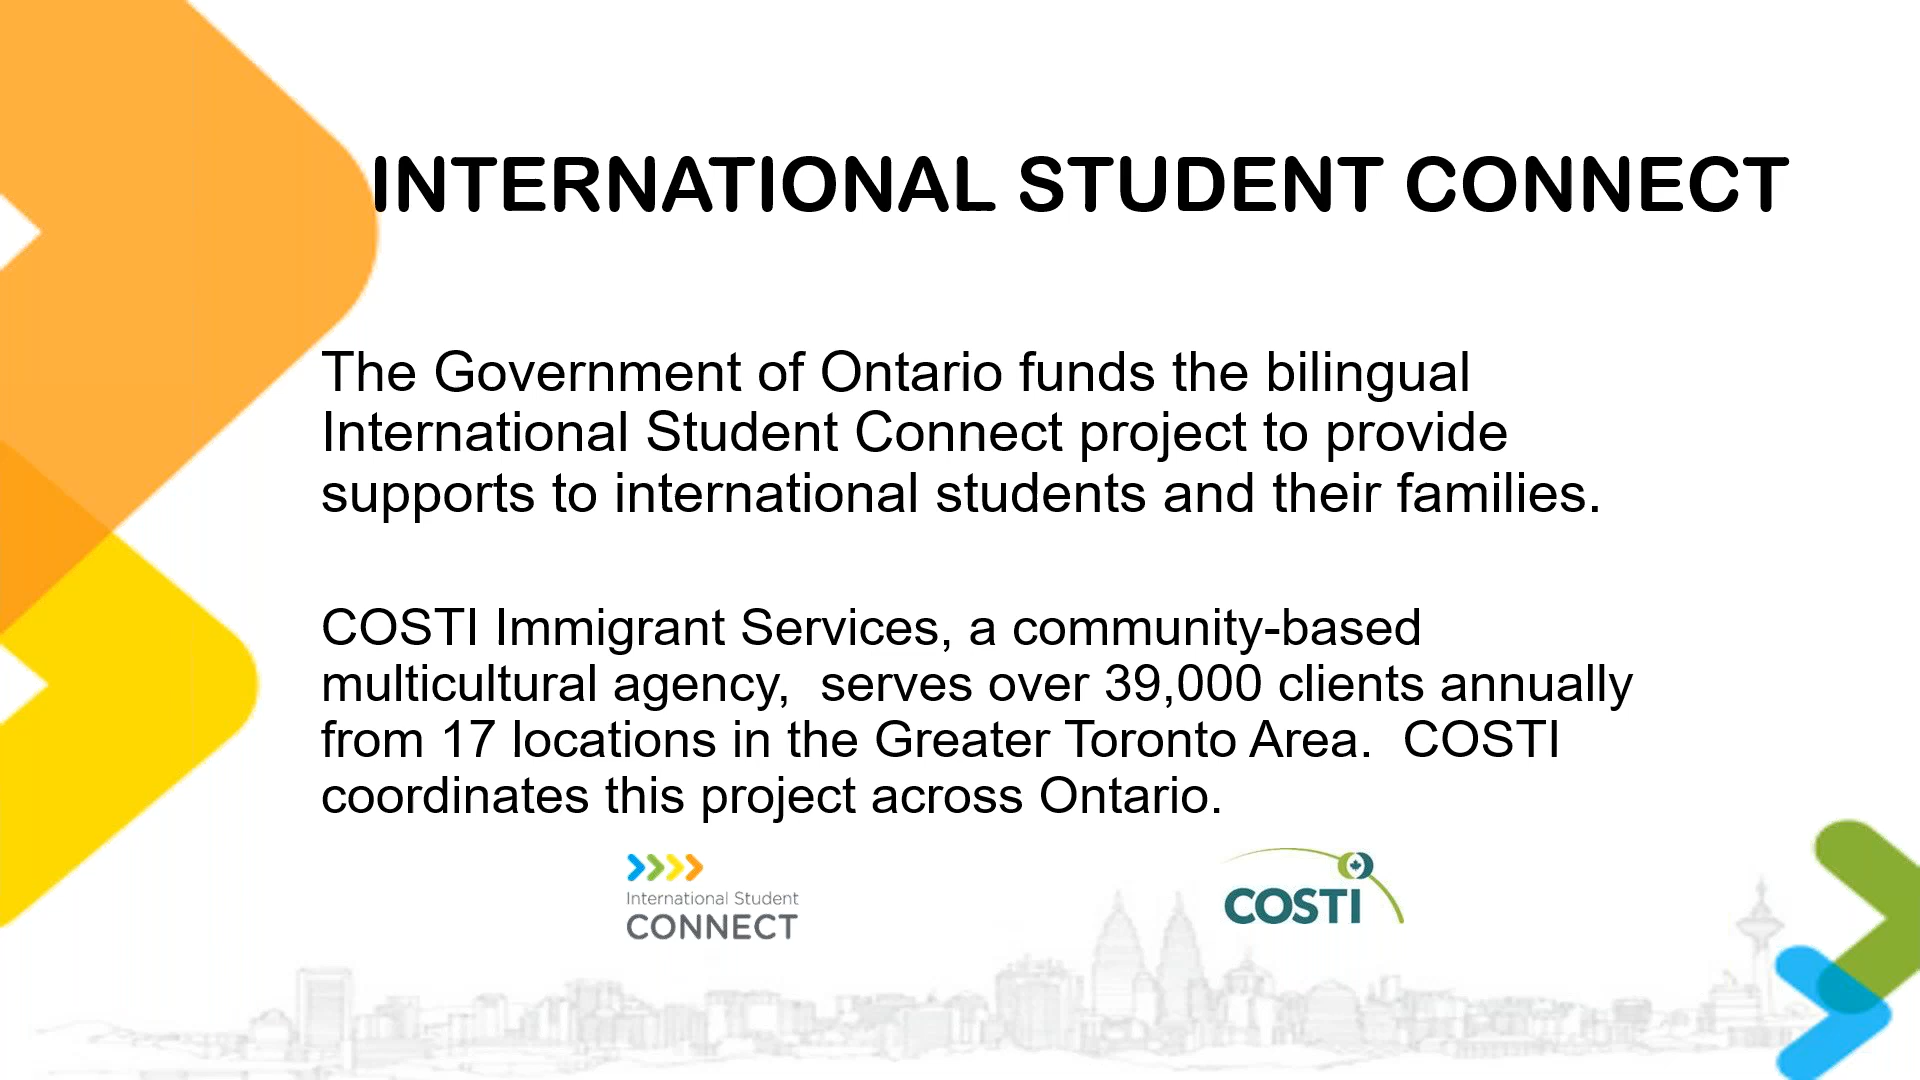 INTERNATIONAL STUDENT CONNECT
The Government of Ontario funds the bilingual
International Student Connect project to provide
supports to international students and their families.
COSTI Immigrant Services, a community-based
multicultural agency,  serves over 39,000 clients annually
from 17 locations in the Greater Toronto Area.  COSTI
coordinates this project across Ontario.
International Student
CONNECT
COSTI